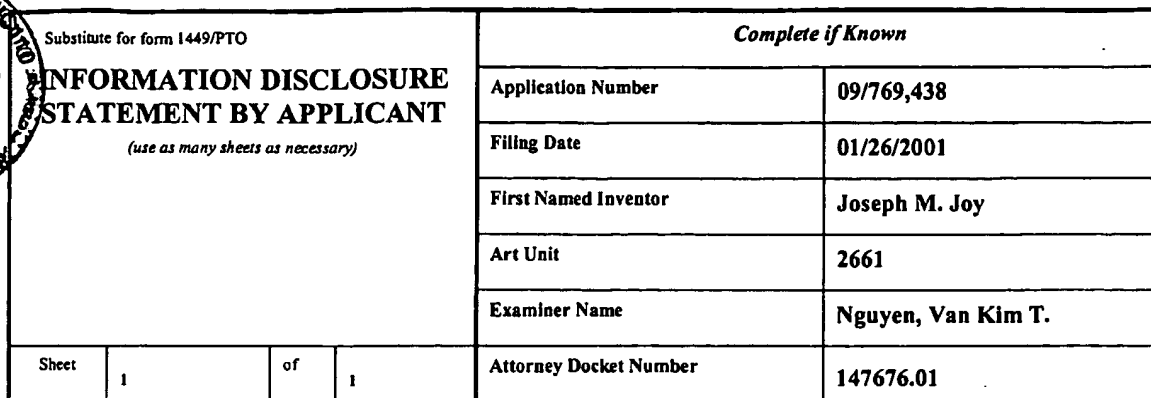 Substitute for form 1449/PTO
INFORMATION DISCLOSURE
STATEMENT BY APPLICANT
(use as many sheets as necessary)
Sheet 1 of 1
Complete if Known
Application Number 09/769,438
Filing Date 01/26/2001
First Named Inventor Joseph M. Joy
Art Unit 2661
Examiner Name Nguyen, Van Kim T.
Attorney Docket Number 147676.01